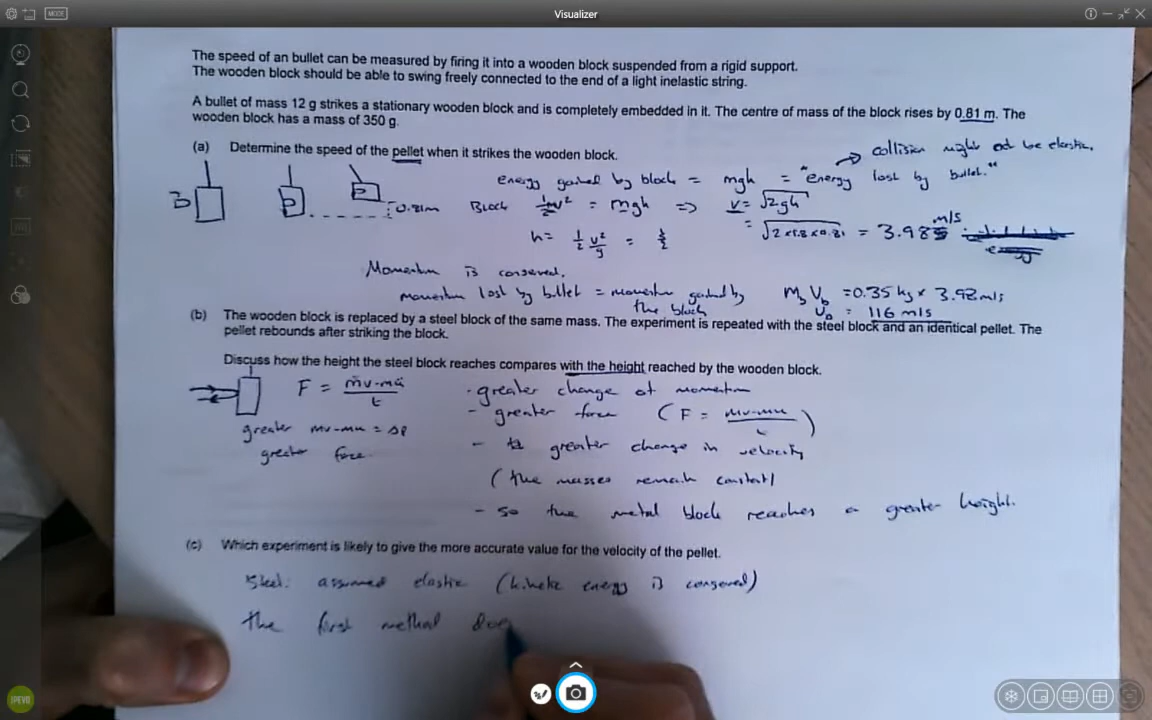 MODE
Visualizer
The speed of an bullet can be measured by firing it into a wooden block suspended from a rigid support.
The wooden block should be able to swing freely connected to the end of a light inelastic string.
A bullet of mass 12 g strikes a stationary wooden block and is completely embedded in it. The centre of mass of the block rises by 0.81 m. The
wooden block has a mass of 350 g.
(a) Determine the speed of the pellet when it strikes the wooden block.
collision might not be elastic.
energy gained by block = mgh = "energy lost by bullet."
0.81m Block ½mv² = mgh ⇒ v = √2gh
= √2×9.8×0.81 = 3.985 m/s
h = ½ v²/g =
Momentum is conserved.
momentum lost by bullet = momentum gained by the block
= 0.35 kg × 3.98 m/s
= 116 m/s
(b) The wooden block is replaced by a steel block of the same mass. The experiment is repeated with the steel block and an identical pellet. The
pellet rebounds after striking the block.
Discuss how the height the steel block reaches compares with the height reached by the wooden block.
F = mv-mu / t
greater mv-mu = Δp
greater force
- greater change of momentum
- greater force (F = mv-mu / t)
- greater change in velocity
(the masses remain constant)
- so the metal block reaches a greater height.
(c) Which experiment is likely to give the more accurate value for the velocity of the pellet.
Steel. assumed elastic (kinetic energy is conserved)
the first method
IPEVO